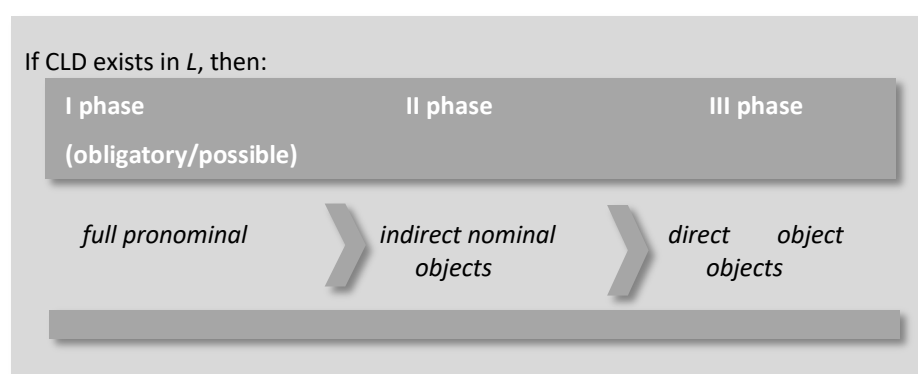 If CLD exists in L, then:
I phase II phase III phase
(obligatory/possible)
full pronominal indirect nominal direct object
objects objects